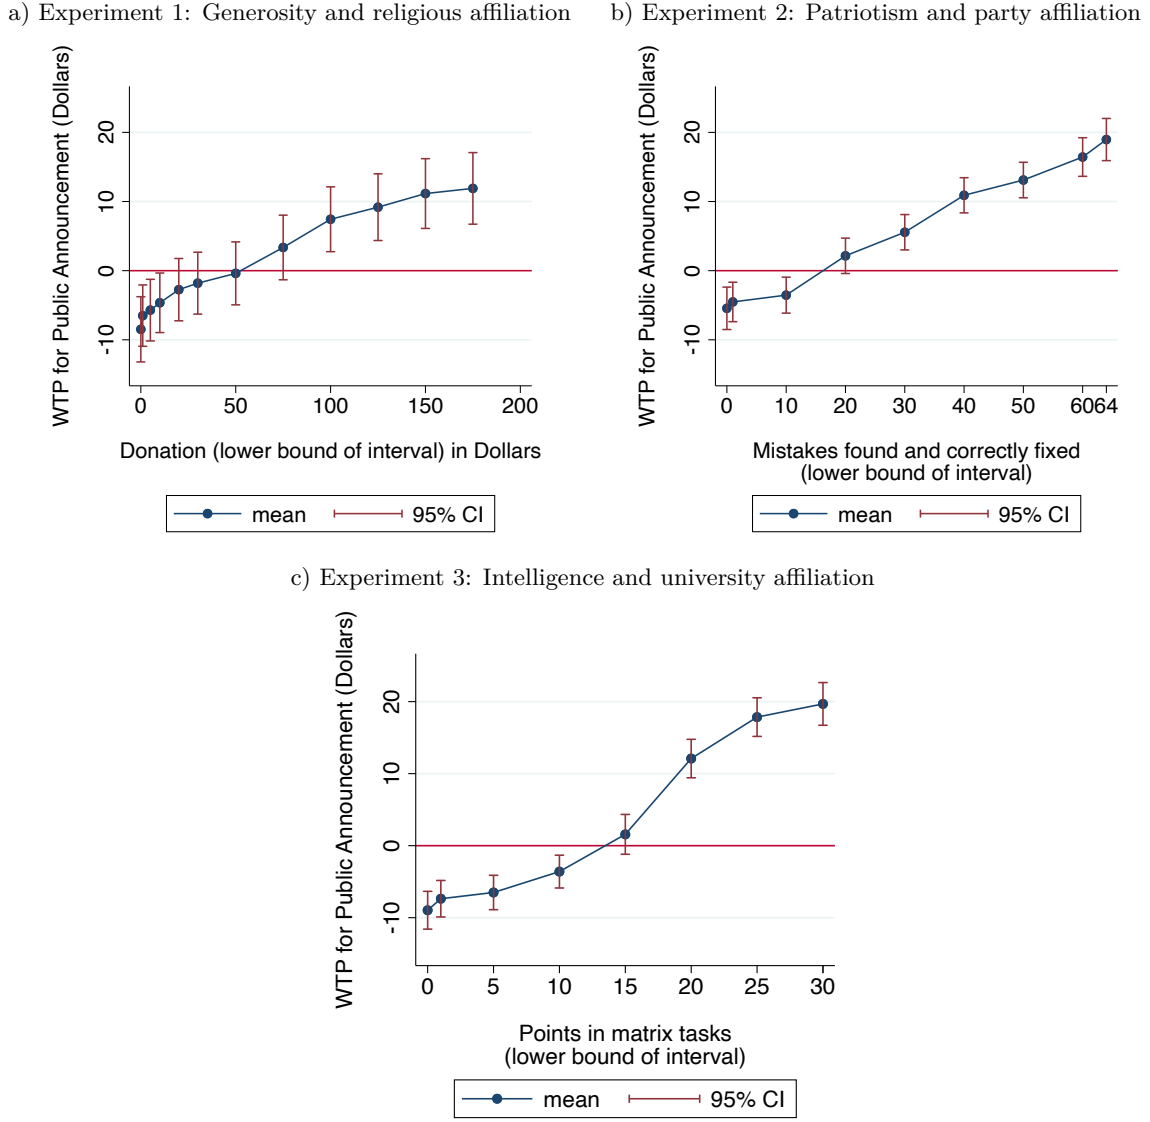 a) Experiment 1: Generosity and religious affiliation
WTP for Public Announcement (Dollars)
20
10
0
-10
0 50 100 150 200
Donation (lower bound of interval) in Dollars
mean 95% CI
b) Experiment 2: Patriotism and party affiliation
WTP for Public Announcement (Dollars)
20
10
0
-10
0 10 20 30 40 50 60 64
Mistakes found and correctly fixed
(lower bound of interval)
mean 95% CI
c) Experiment 3: Intelligence and university affiliation
WTP for Public Announcement (Dollars)
20
10
0
-10
0 5 10 15 20 25 30
Points in matrix tasks
(lower bound of interval)
mean 95% CI